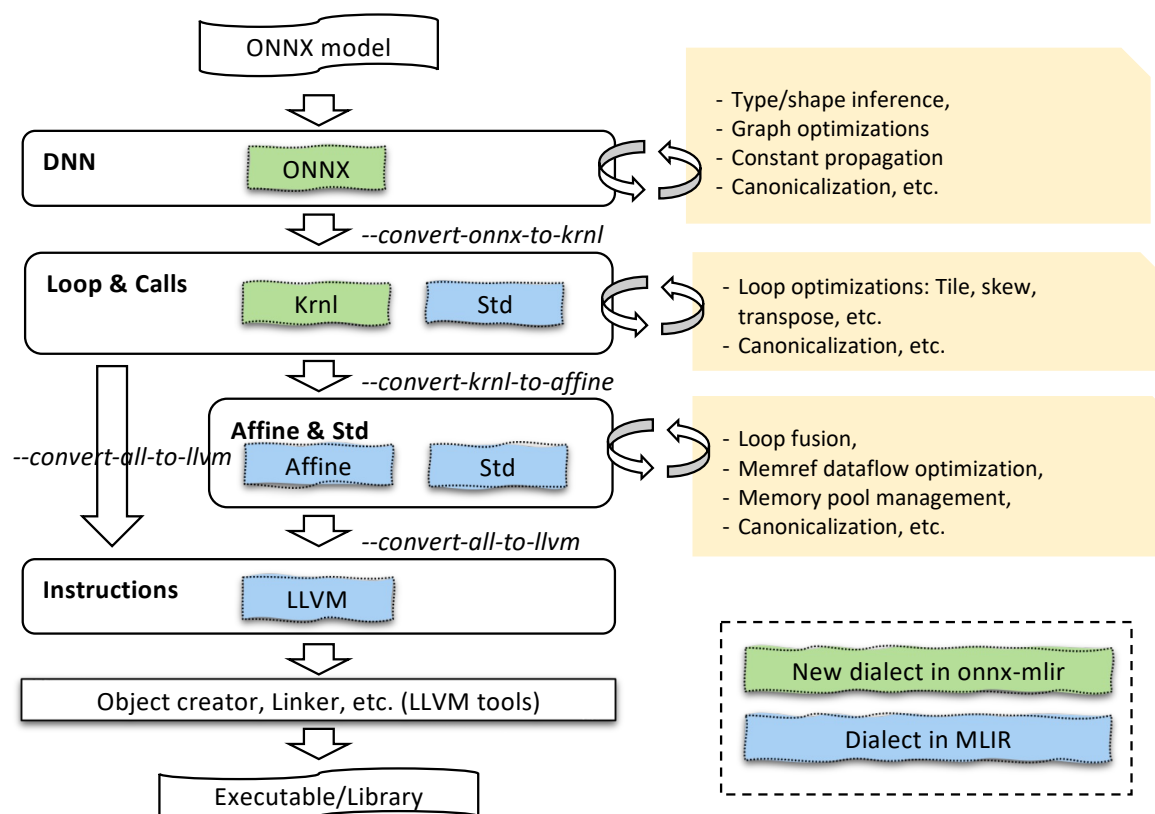 ONNX model
DNN
ONNX
- Type/shape inference,
- Graph optimizations
- Constant propagation
- Canonicalization, etc.
--convert-onnx-to-krnl
Loop & Calls
Krnl
Std
- Loop optimizations: Tile, skew,
transpose, etc.
- Canonicalization, etc.
--convert-krnl-to-affine
--convert-all-to-llvm
Affine & Std
Affine
Std
- Loop fusion,
- Memref dataflow optimization,
- Memory pool management,
- Canonicalization, etc.
--convert-all-to-llvm
Instructions
LLVM
Object creator, Linker, etc. (LLVM tools)
Executable/Library
New dialect in onnx-mlir
Dialect in MLIR